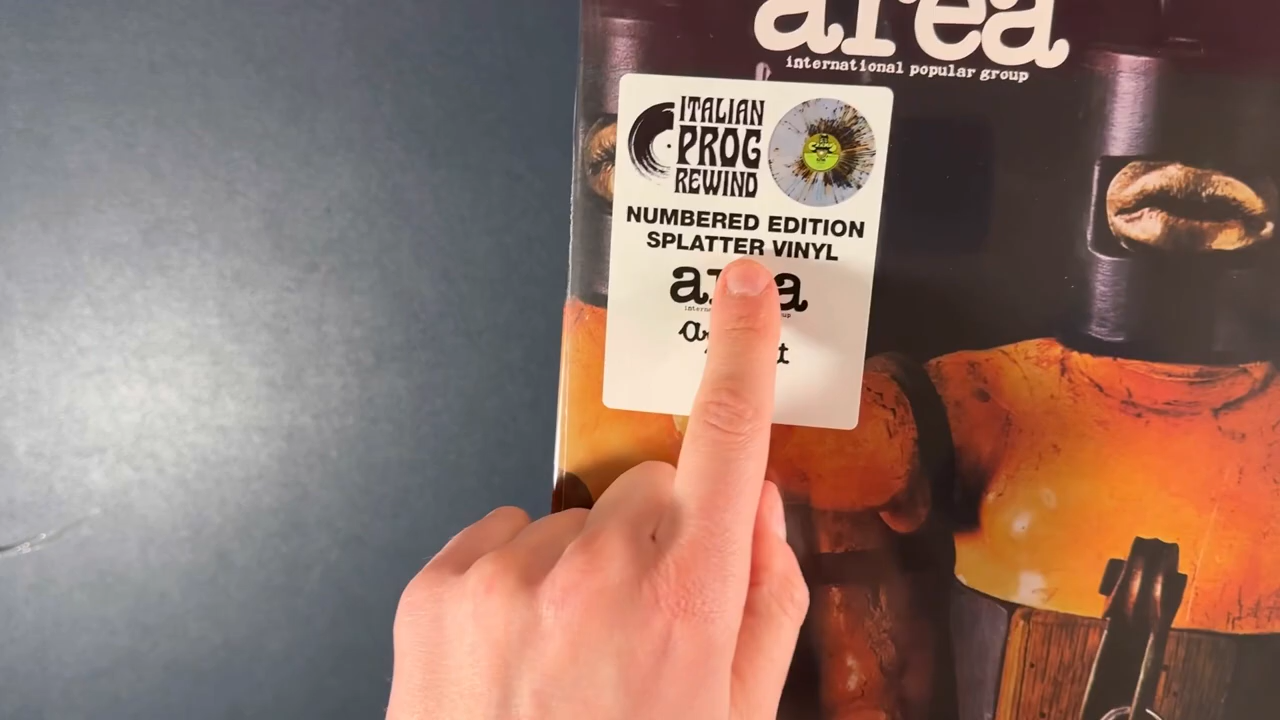 area
international popular group
ITALIAN
PROG
REWIND
NUMBERED EDITION
SPLATTER VINYL